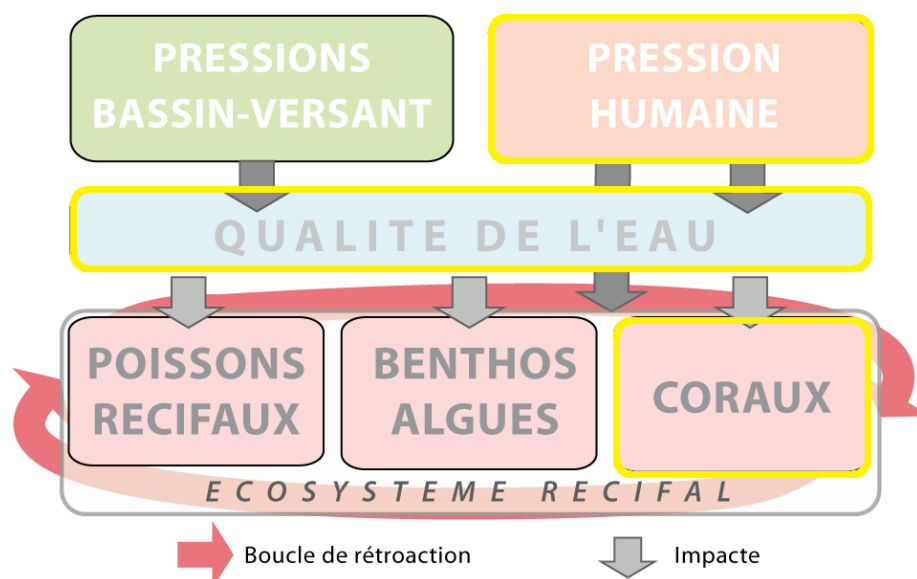 PRESSIONS
BASSIN-VERSANT
PRESSION
HUMAINE
QUALITE DE L'EAU
POISSONS
RECIFAUX
BENTHOS
ALGUES
CORAUX
ECOSYSTEME RECIFAL
Boucle de rétroaction
Impacte